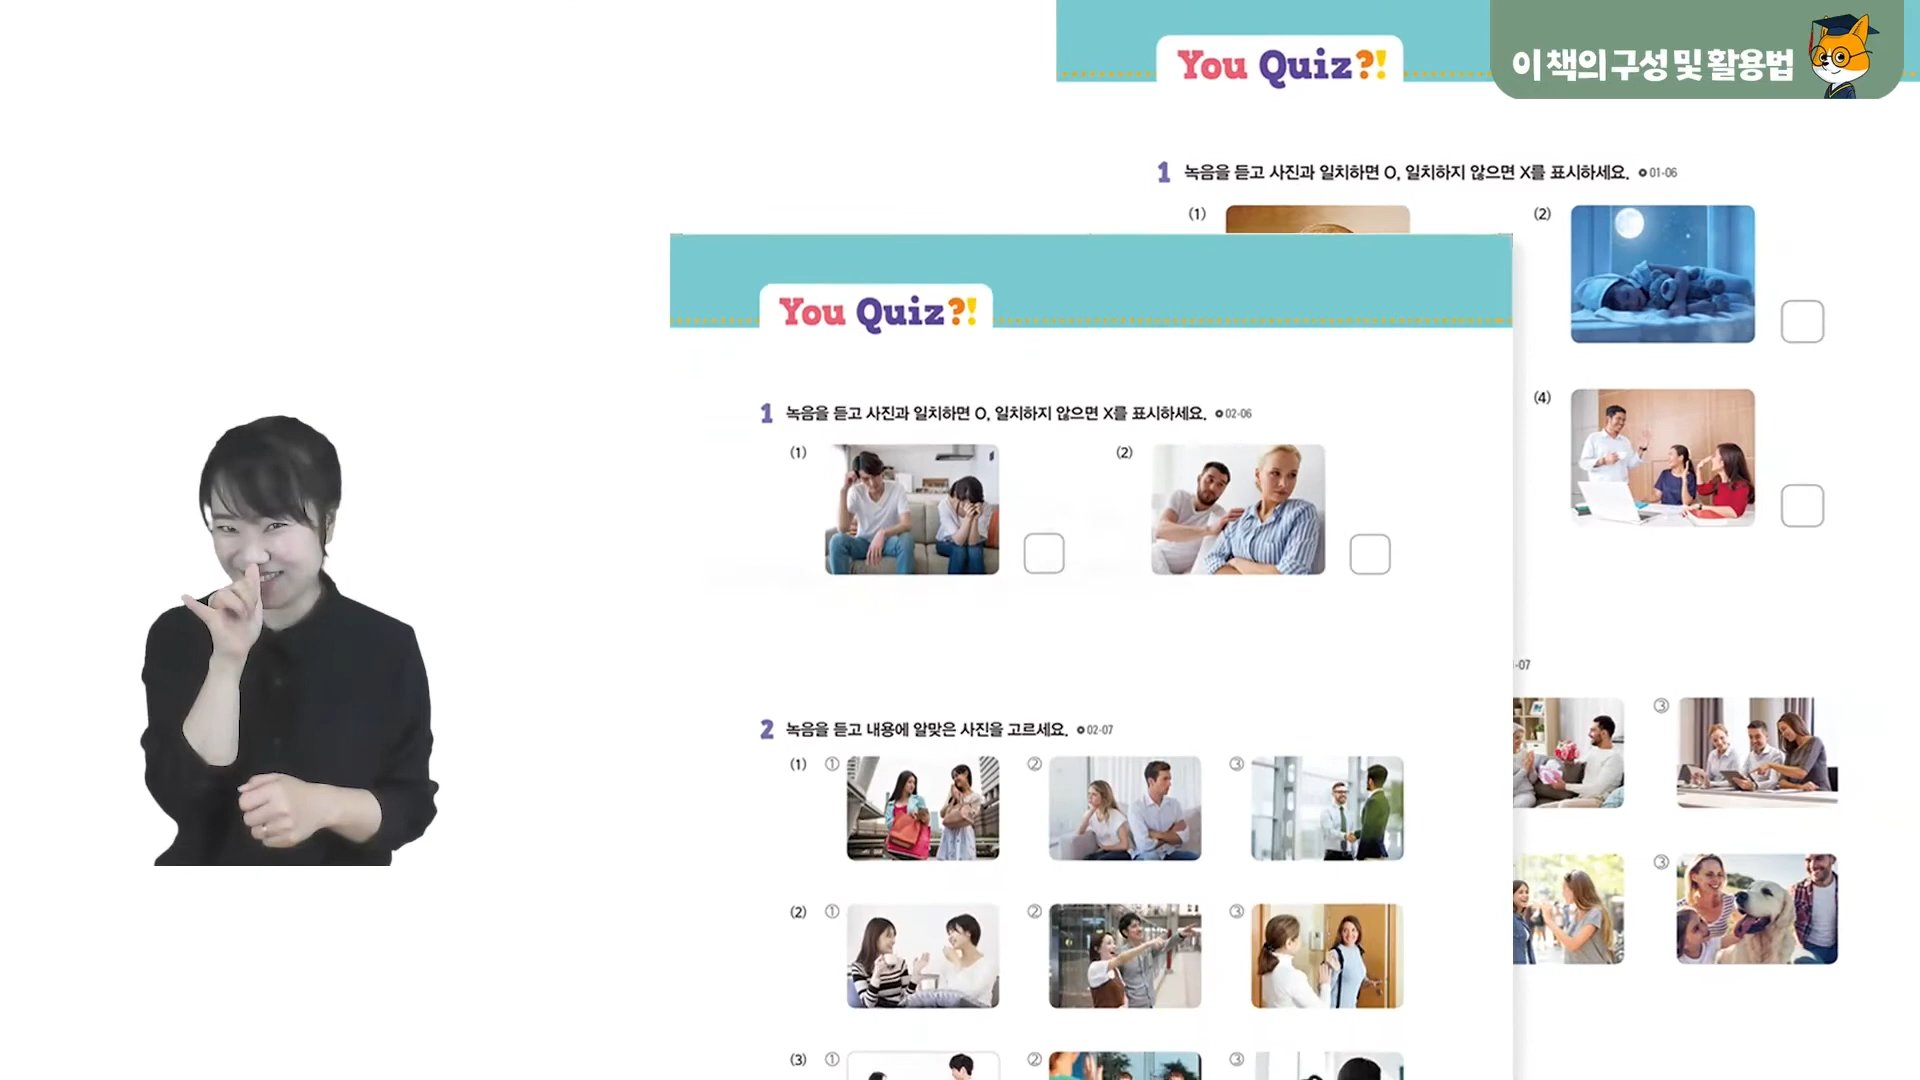 You Quiz?!
이 책의 구성 및 활용법
1 녹음을 듣고 사진과 일치하면 O, 일치하지 않으면 X를 표시하세요. 01-06
(1) (2)
(4)
-07
③
③
You Quiz?!
1 녹음을 듣고 사진과 일치하면 O, 일치하지 않으면 X를 표시하세요. 02-06
(1) (2)
2 녹음을 듣고 내용에 알맞은 사진을 고르세요. 02-07
(1) ① ② ③
(2) ① ② ③
(3) ① ② ③